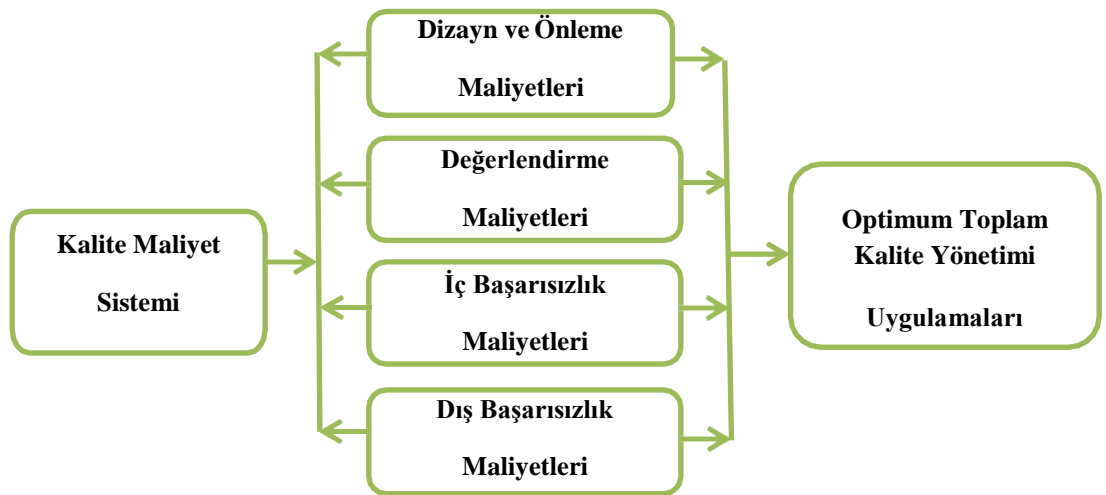 Kalite Maliyet
Sistemi
Dizayn ve Önleme
Maliyetleri
Değerlendirme
Maliyetleri
İç Başarısızlık
Maliyetleri
Dış Başarısızlık
Maliyetleri
Optimum Toplam
Kalite Yönetimi
Uygulamaları